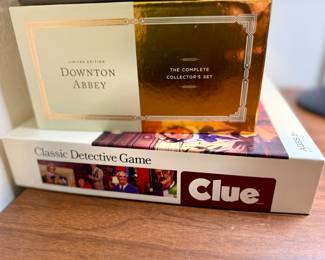 LIMITED EDITION
DOWNTON
ABBEY
THE COMPLETE
COLLECTOR'S SET
Classic Detective Game
Clue